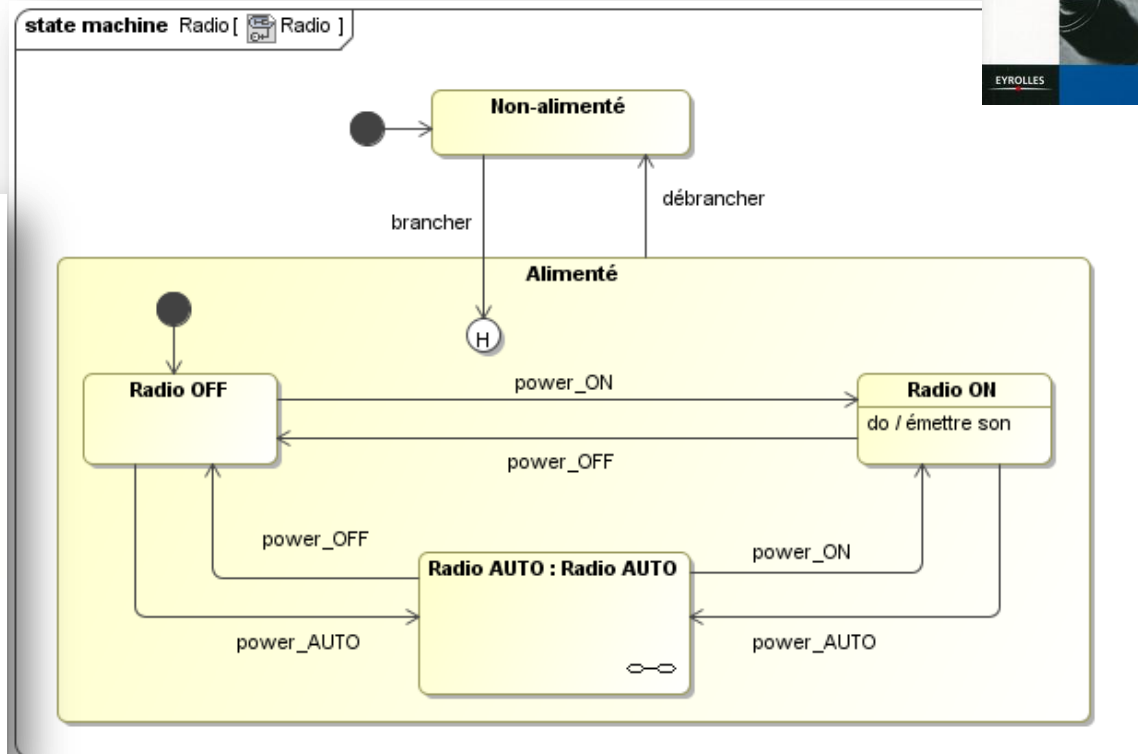 state machine Radio [ Radio ]
EYROLLES
Non-alimenté
débrancher
brancher
Alimenté
H
Radio OFF
power_ON
Radio ON
do / émettre son
power_OFF
power_OFF
Radio AUTO : Radio AUTO
power_ON
power_AUTO
power_AUTO